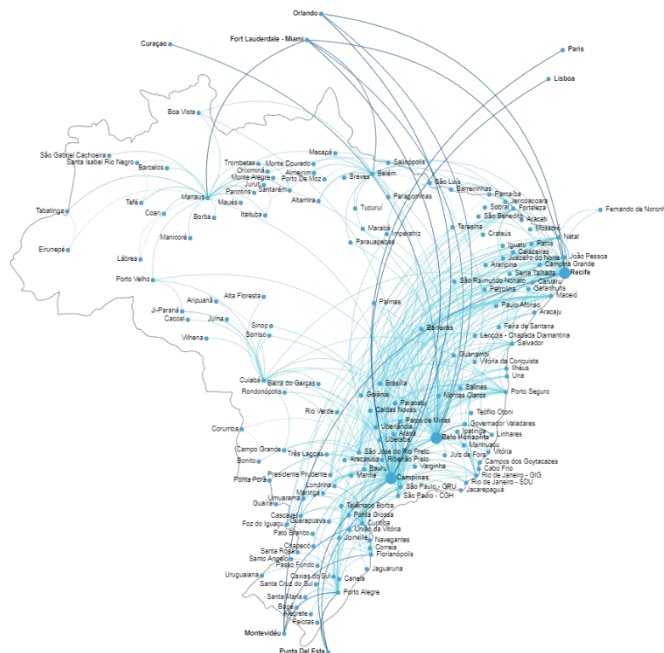 Orlando
Fort Lauderdale - Miami
Curaçao
Paris
Lisboa
Boa Vista
São Gabriel Cachoeira
Santa Isabel Rio Negro
Barcelos
Macapá
Trombetas
Monte Dourado
Oriximiná
Almeirim
Monte Alegre
Porto De Moz
Juruti
Parintins
Santarém
Breves
Belém
Salinópolis
São Luis
Barreirinhas
Parnaíba
Jericoacoara
Fortaleza
Sobral
São Benedito
Aracati
Mossoró
Fernando de Noronh
Tabatinga
Tefé
Coari
Manaus
Maués
Borba
Itaituba
Altamira
Tucuruí
Paragominas
Marabá
Imperatriz
Parauapebas
Teresina
Crateús
Natal
Iguatu
Patos
Cajazeiras
João Pessoa
Juazeiro do Norte
Campina Grande
Araripina
Serra Talhada
Recife
São Raimundo Nonato
Caruaru
Petrolina
Garanhuns
Maceió
Eirunepé
Manicoré
Lábrea
Porto Velho
Aripuanã
Alta Floresta
Ji-Paraná
Cacoal
Juína
Sinop
Sorriso
Vilhena
Palmas
Barreiras
Paulo Afonso
Aracaju
Feira de Santana
Lençóis - Chapada Diamantina
Salvador
Guanambi
Vitória da Conquista
Ilhéus
Una
Cuiabá
Barra do Garças
Rondonópolis
Brasília
Goiânia
Salinas
Montes Claros
Porto Seguro
Paracatu
Caldas Novas
Rio Verde
Patos de Minas
Teófilo Otoni
Uberlândia
Araxá
Governador Valadares
Uberaba
Ipatinga
Linhares
Belo Horizonte
Manhuaçu
Corumbá
Campo Grande
Bonito
Três Lagoas
São José do Rio Preto
Araçatuba
Ribeirão Preto
Juiz de Fora
Vitória
Bauru
Varginha
Campos dos Goytacazes
Cabo Frio
Marília
Campinas
Rio de Janeiro - GIG
Rio de Janeiro - SDU
Jacarepaguá
Ponta Porã
Presidente Prudente
Londrina
Maringá
São Paulo - GRU
São Paulo - CGH
Umuarama
Guaíra
Telêmaco Borba
Cascavel
Ponta Grossa
Foz do Iguaçu
Guarapuava
Curitiba
União da Vitória
Pato Branco
Joinville
Navegantes
Chapecó
Correia
Santa Rosa
Florianópolis
Santo Angelo
Passo Fundo
Jaguaruna
Uruguaiana
Caxias do Sul
Canela
Santa Cruz do Sul
Santa Maria
Porto Alegre
Bagé
Alegrete
Pelotas
Montevidéu
Punta Del Este